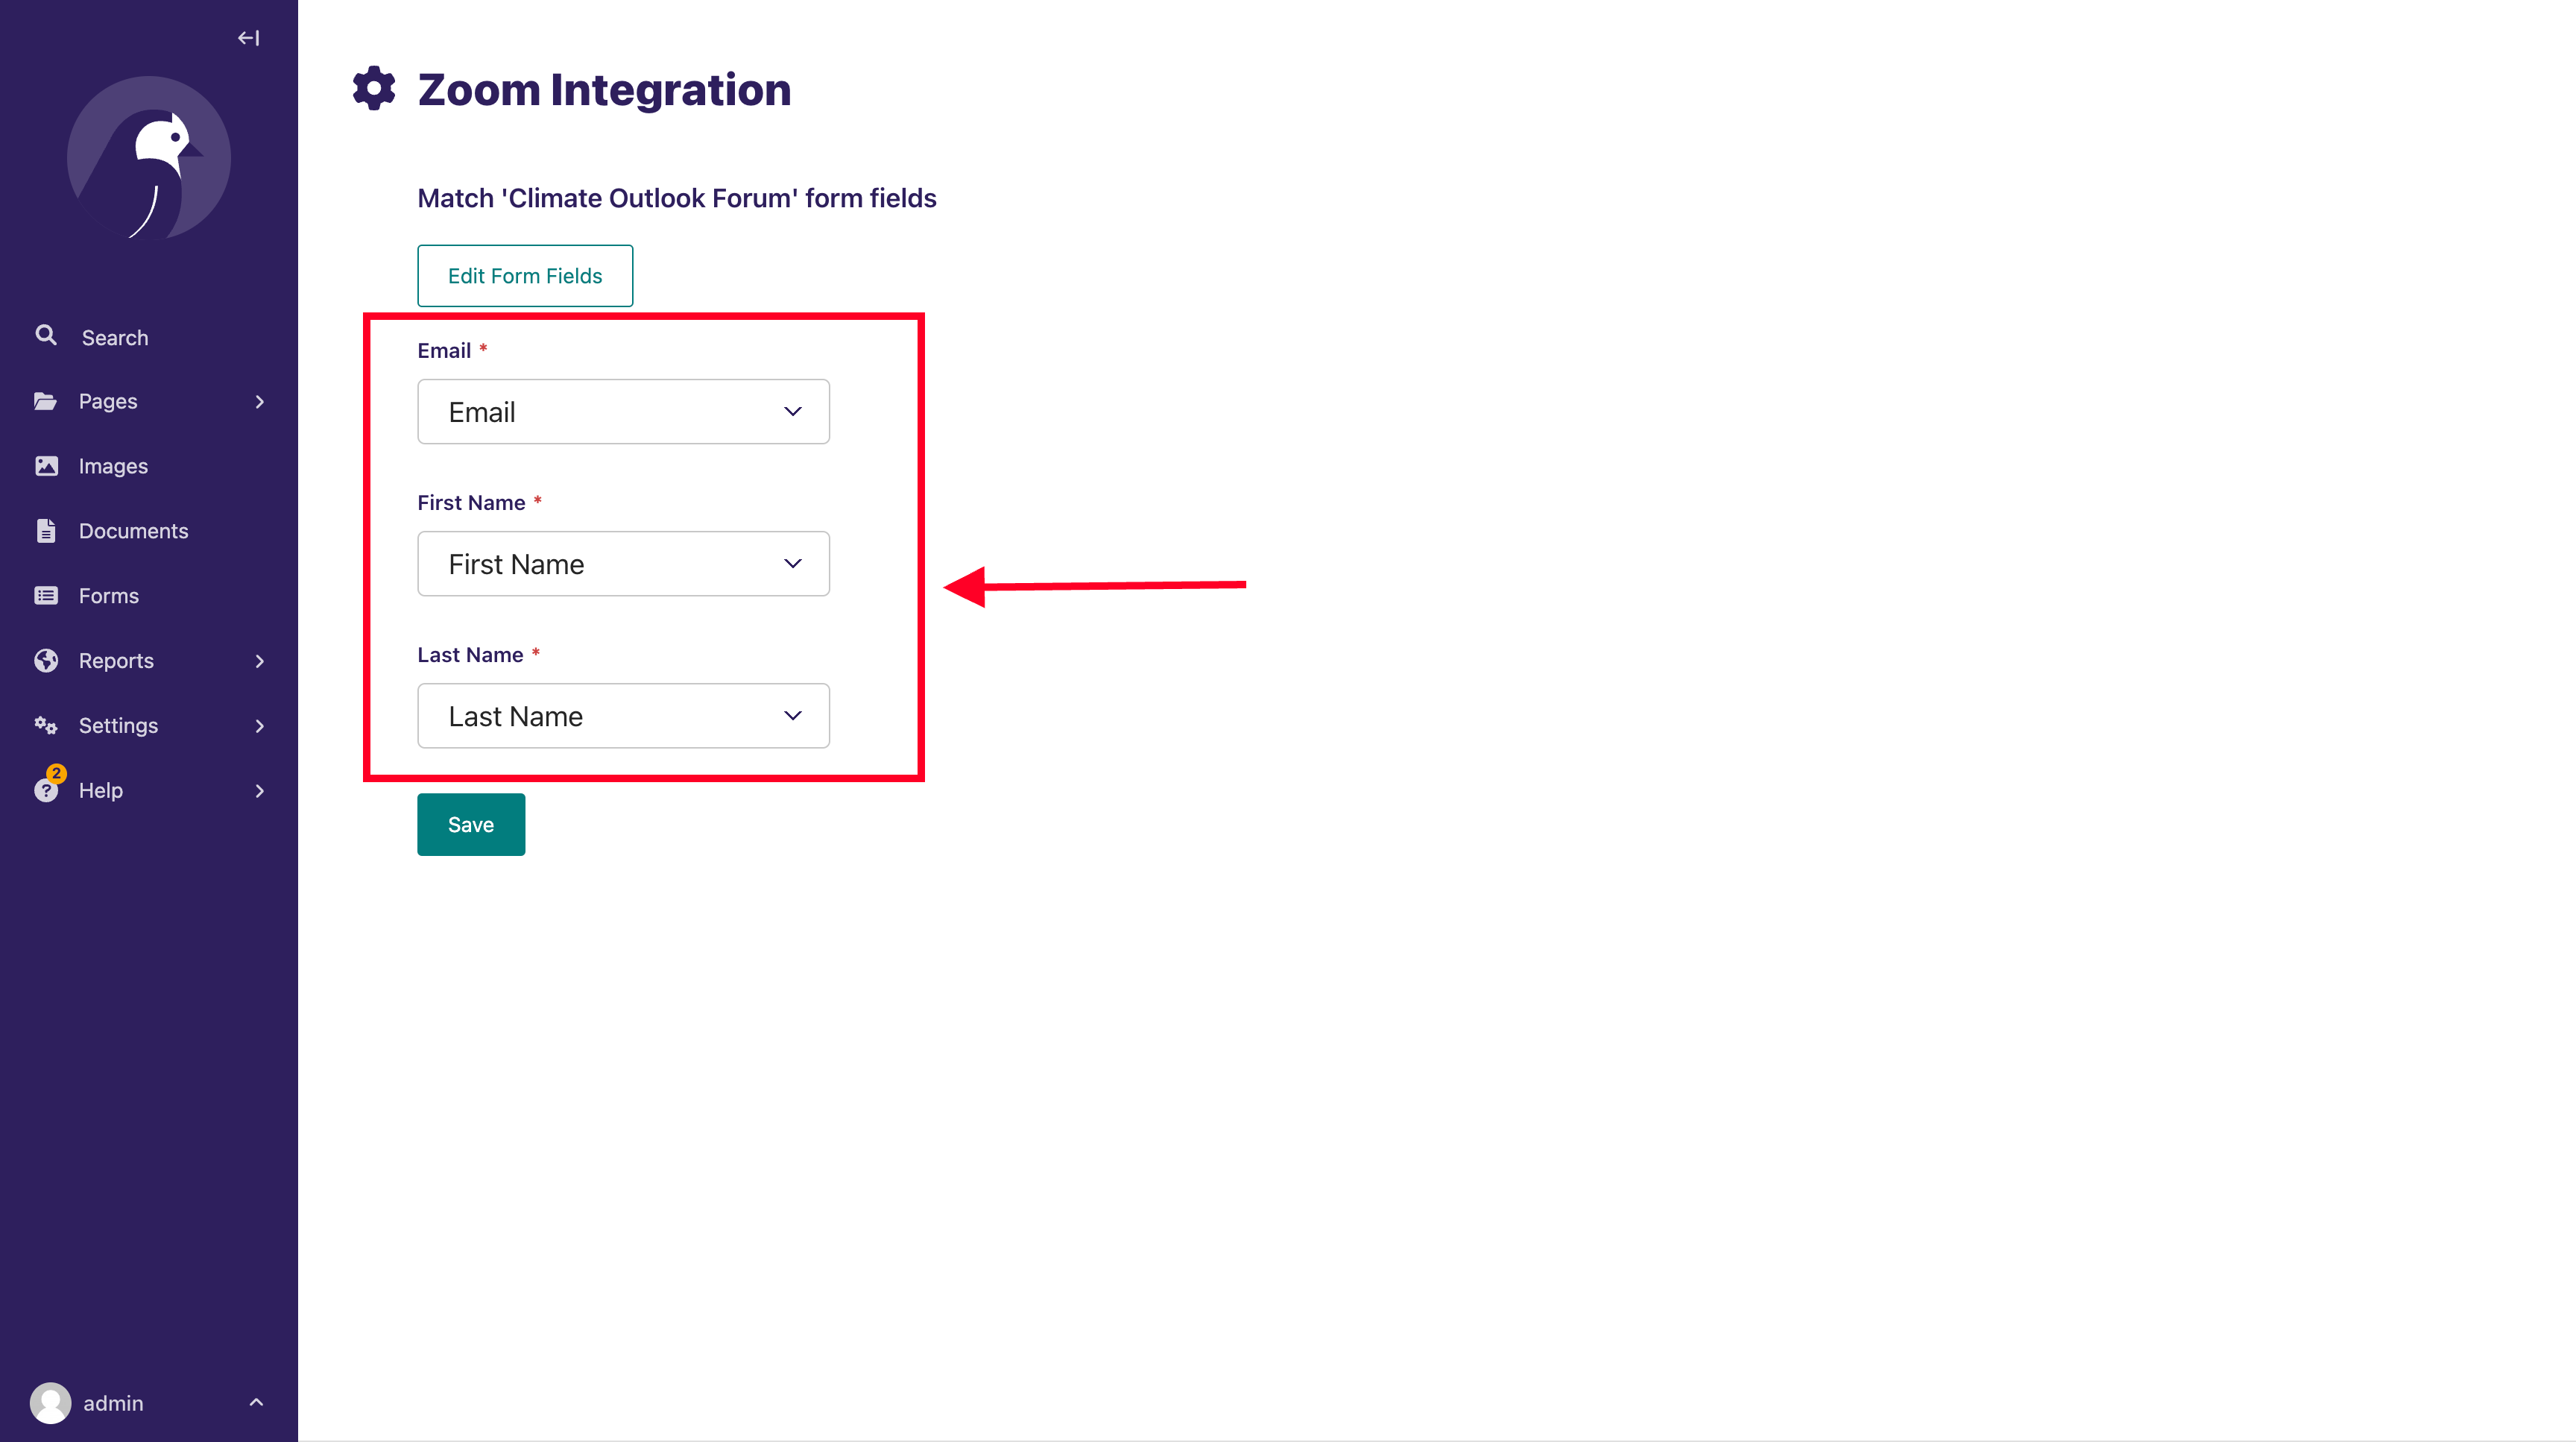 Zoom Integration
Match 'Climate Outlook Forum' form fields
Edit Form Fields
Email *
Email
First Name *
First Name
Last Name *
Last Name
Save
Search
Pages
Images
Documents
Forms
Reports
Settings
2
? Help
admin